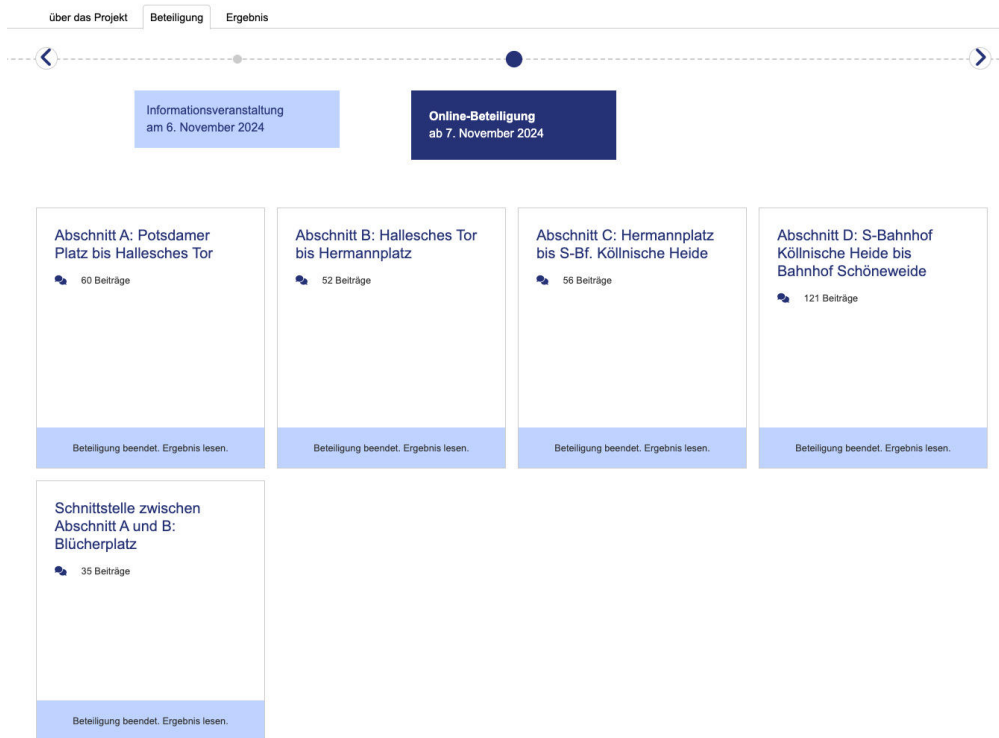 über das Projekt
Beteiligung
Ergebnis
Informationsveranstaltung
am 6. November 2024
Online-Beteiligung
ab 7. November 2024
Abschnitt A: Potsdamer
Platz bis Hallesches Tor
60 Beiträge
Beteiligung beendet. Ergebnis lesen.
Abschnitt B: Hallesches Tor
bis Hermannplatz
52 Beiträge
Beteiligung beendet. Ergebnis lesen.
Abschnitt C: Hermannplatz
bis S-Bf. Köllnische Heide
56 Beiträge
Beteiligung beendet. Ergebnis lesen.
Abschnitt D: S-Bahnhof
Köllnische Heide bis
Bahnhof Schöneweide
121 Beiträge
Beteiligung beendet. Ergebnis lesen.
Schnittstelle zwischen
Abschnitt A und B:
Blücherplatz
35 Beiträge
Beteiligung beendet. Ergebnis lesen.